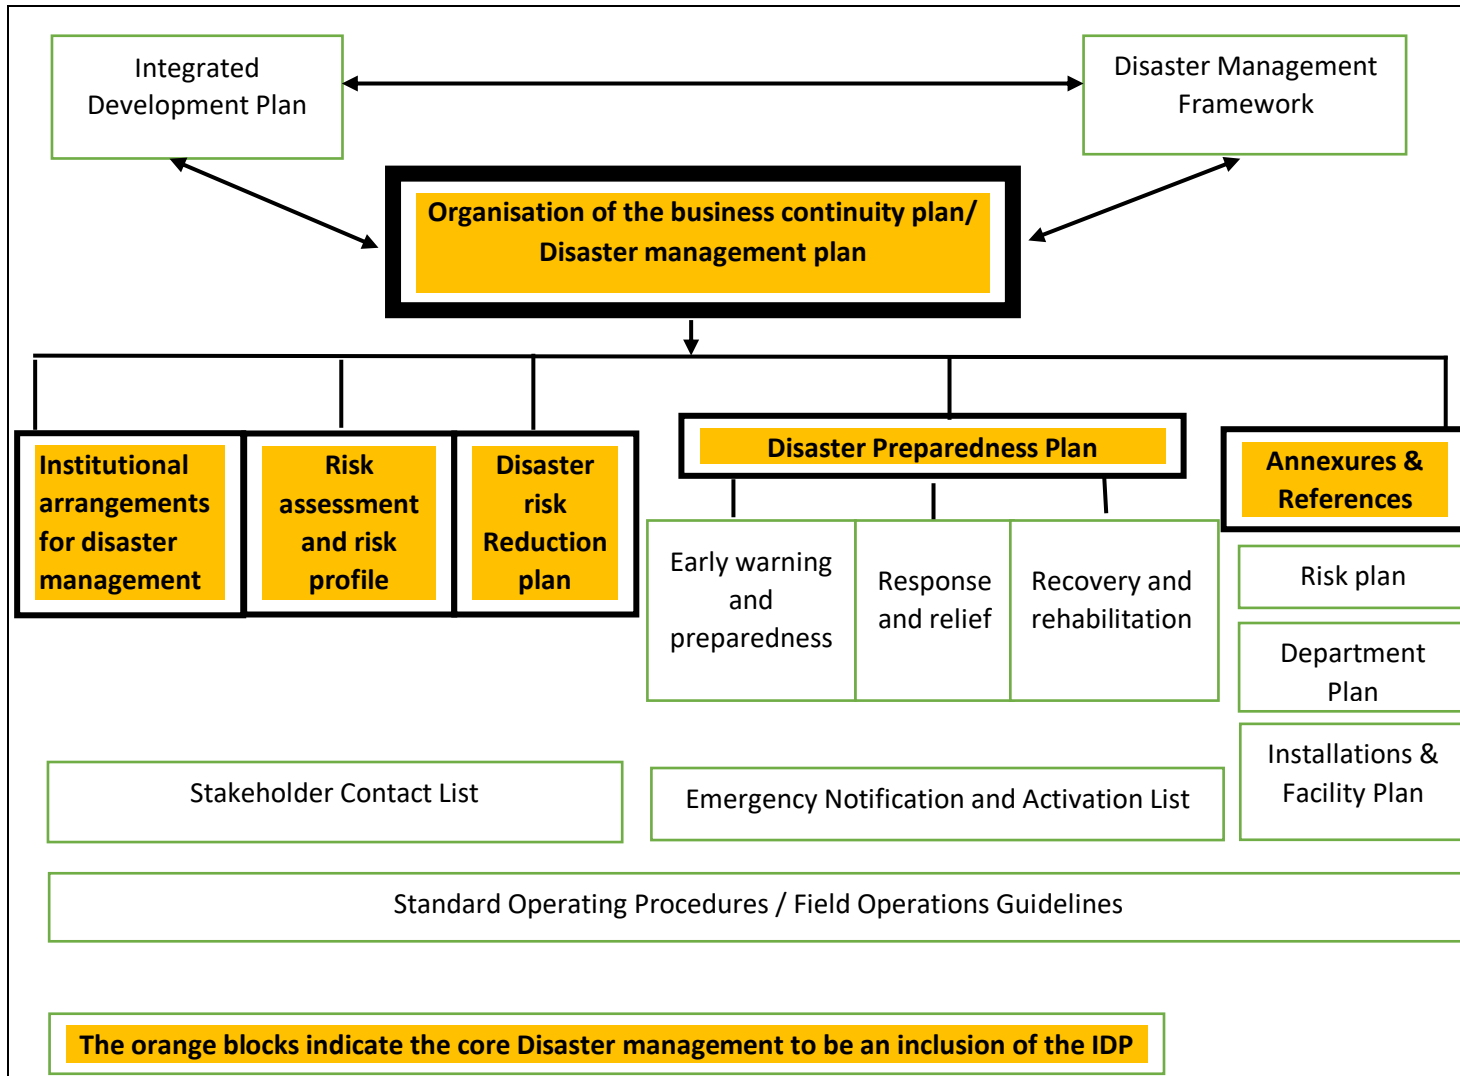 Integrated
Development Plan
Disaster Management
Framework
Organisation of the business continuity plan/
Disaster management plan
Institutional
arrangements
for disaster
management
Risk
assessment
and risk
profile
Disaster
risk
Reduction
plan
Disaster Preparedness Plan
Early warning
and
preparedness
Response
and relief
Recovery and
rehabilitation
Annexures &
References
Risk plan
Department
Plan
Installations &
Facility Plan
Stakeholder Contact List
Emergency Notification and Activation List
Standard Operating Procedures / Field Operations Guidelines
The orange blocks indicate the core Disaster management to be an inclusion of the IDP